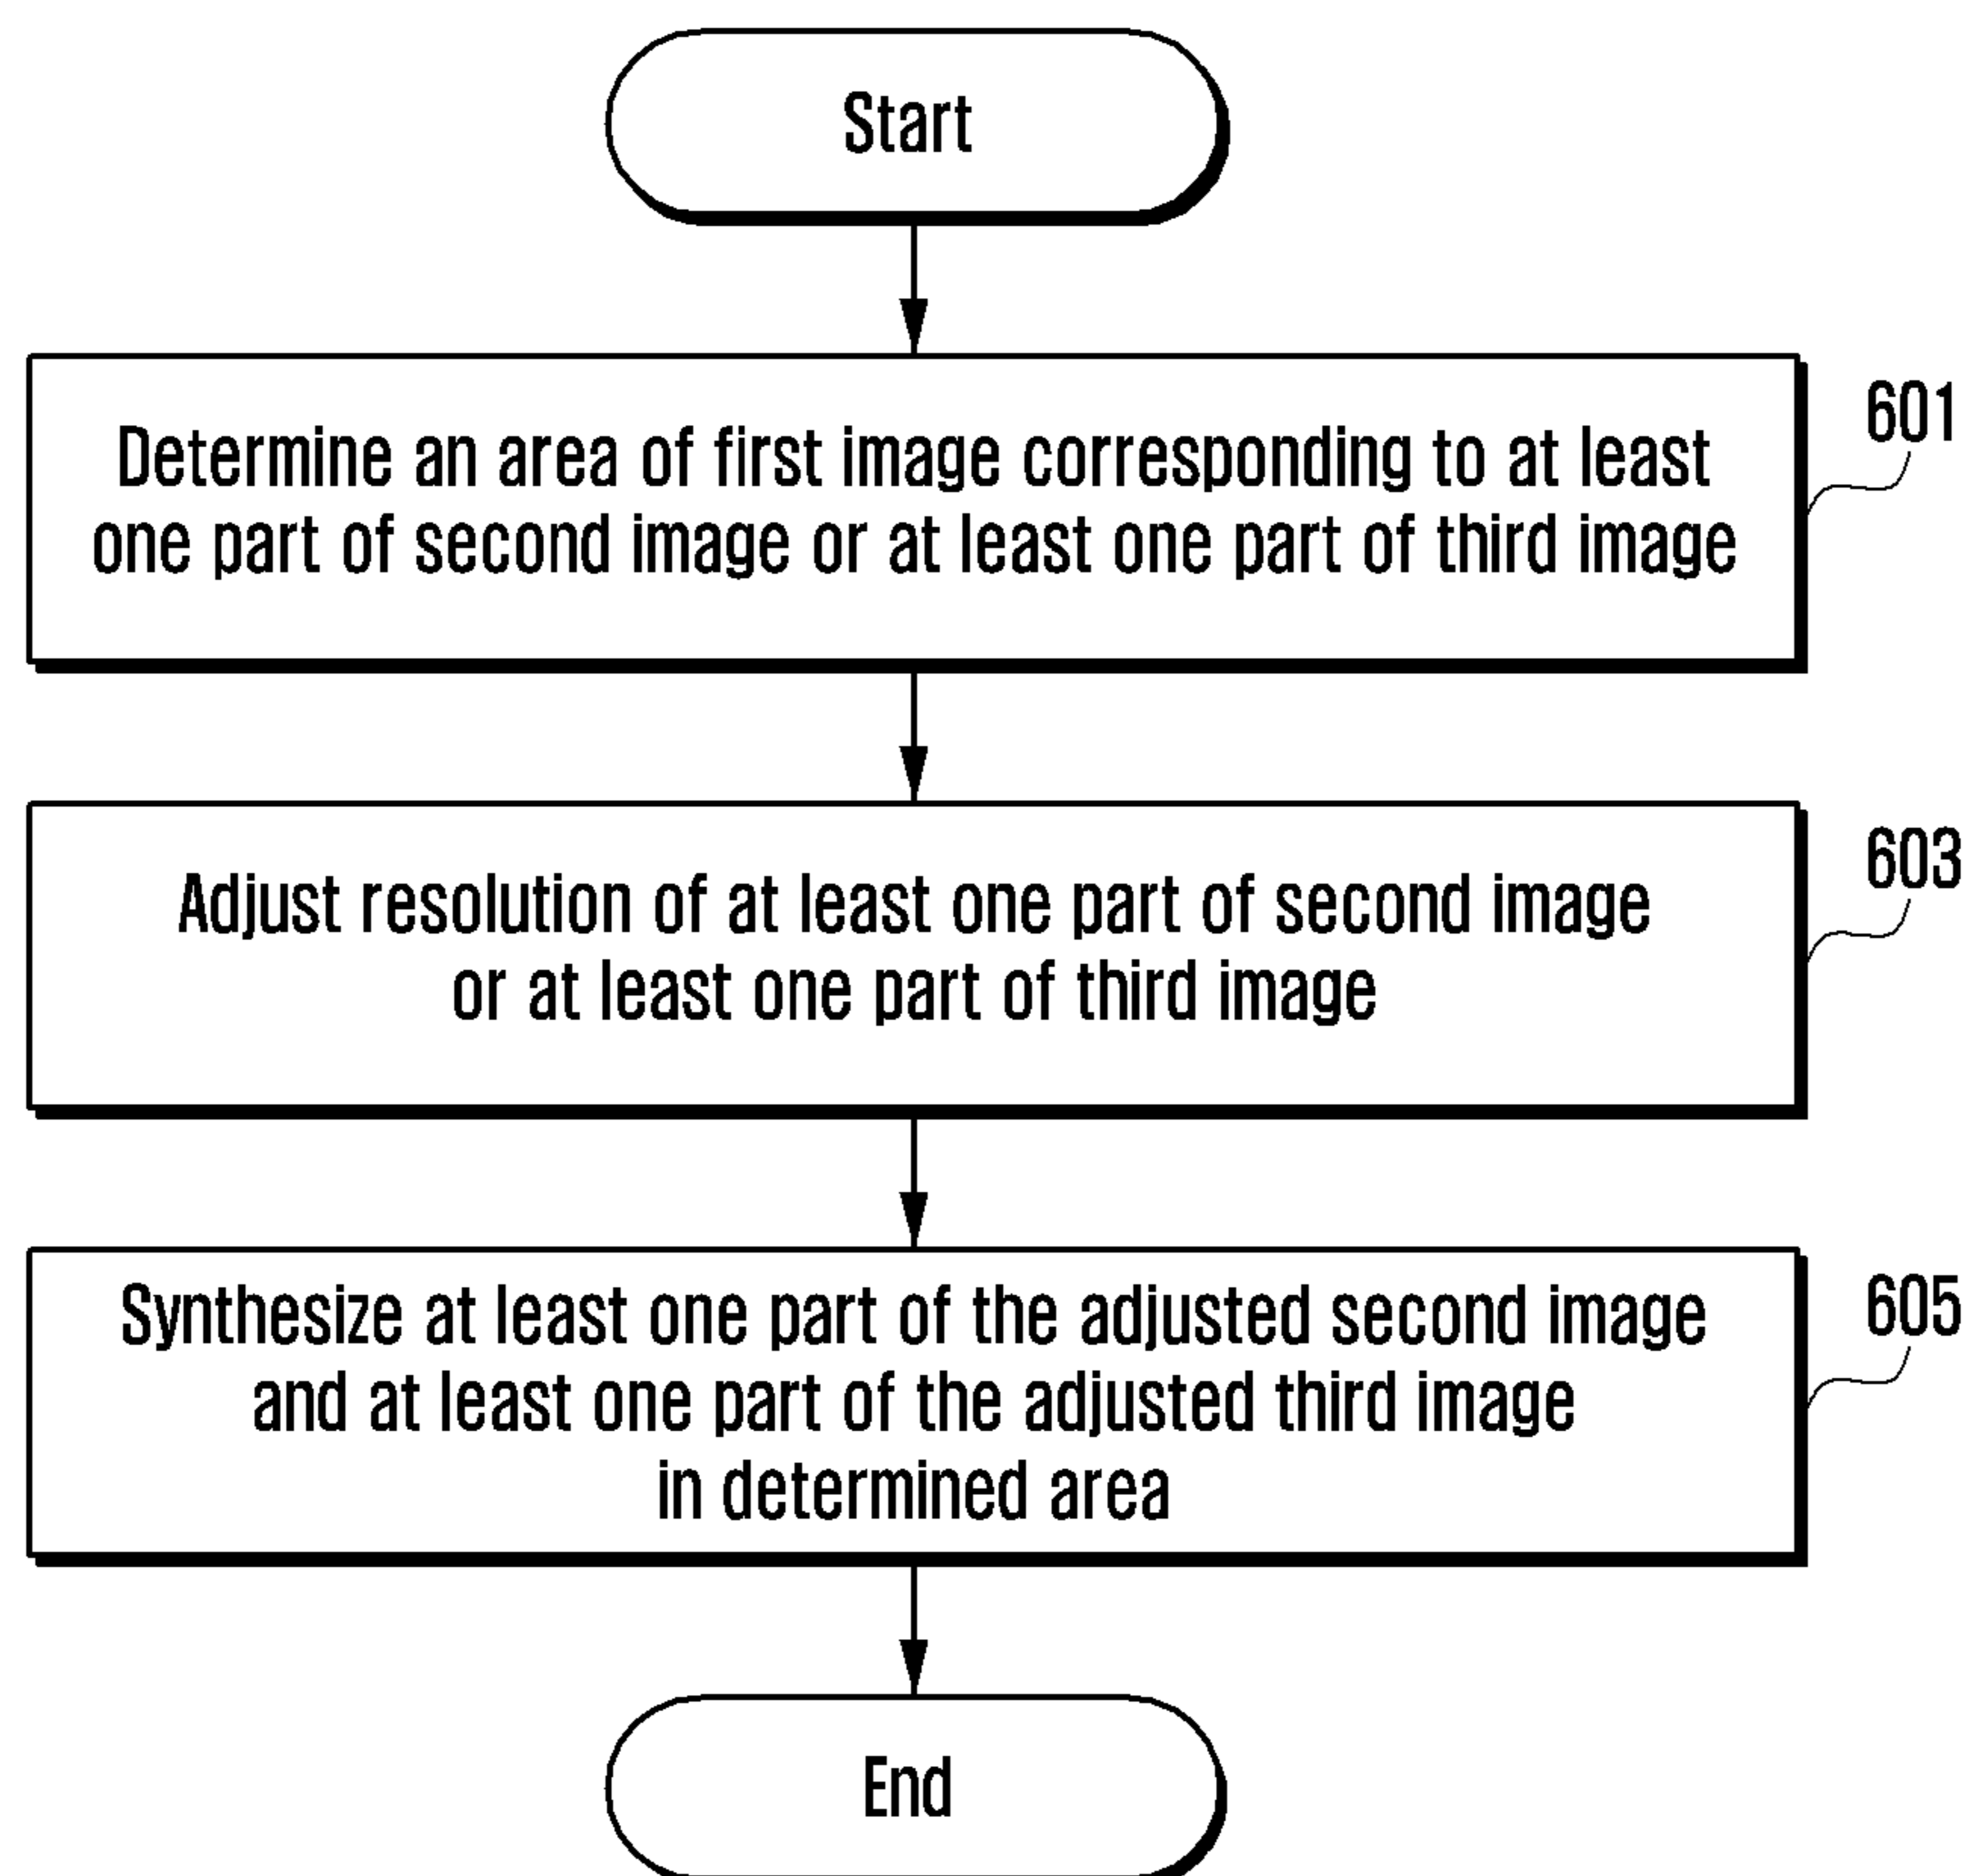 Start
Determine an area of first image corresponding to at least
one part of second image or at least one part of third image
601
Adjust resolution of at least one part of second image
or at least one part of third image
603
Synthesize at least one part of the adjusted second image
and at least one part of the adjusted third image
in determined area
605
End